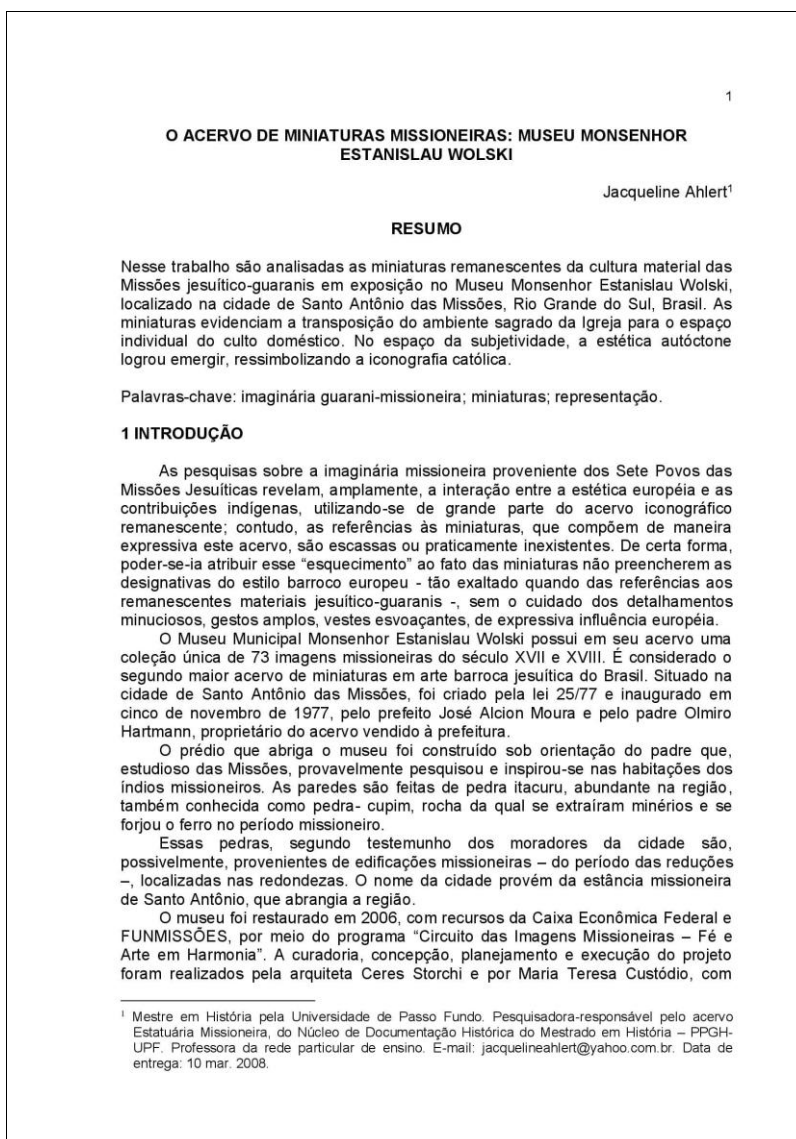 1
O ACERVO DE MINIATURAS MISSIONEIRAS: MUSEU MONSENHOR
ESTANISLAU WOLSKI
Jacqueline Ahlert¹
RESUMO
Nesse trabalho são analisadas as miniaturas remanescentes da cultura material das
Missões jesuítico-guaranis em exposição no Museu Monsenhor Estanislau Wolski,
localizado na cidade de Santo Antônio das Missões, Rio Grande do Sul, Brasil. As
miniaturas evidenciam a transposição do ambiente sagrado da Igreja para o espaço
individual do culto doméstico. No espaço da subjetividade, a estética autóctone
logrou emergir, ressimbolizando a iconografia católica.
Palavras-chave: imaginária guarani-missioneira; miniaturas; representação.
1 INTRODUÇÃO
As pesquisas sobre a imaginária missioneira proveniente dos Sete Povos das
Missões Jesuíticas revelam, amplamente, a interação entre a estética européia e as
contribuições indígenas, utilizando-se de grande parte do acervo iconográfico
remanescente; contudo, as referências às miniaturas, que compõem de maneira
expressiva este acervo, são escassas ou praticamente inexistentes. De certa forma,
poder-se-ia atribuir esse “esquecimento” ao fato das miniaturas não preencherem as
designativas do estilo barroco europeu - tão exaltado quando das referências aos
remanescentes materiais jesuítico-guaranis -, sem o cuidado dos detalhamentos
minuciosos, gestos amplos, vestes esvoaçantes, de expressiva influência européia.
O Museu Municipal Monsenhor Estanislau Wolski possui em seu acervo uma
coleção única de 73 imagens missioneiras do século XVII e XVIII. É considerado o
segundo maior acervo de miniaturas em arte barroca jesuítica do Brasil. Situado na
cidade de Santo Antônio das Missões, foi criado pela lei 25/77 e inaugurado em
cinco de novembro de 1977, pelo prefeito José Alcion Moura e pelo padre Olmiro
Hartmann, proprietário do acervo vendido à prefeitura.
O prédio que abriga o museu foi construído sob orientação do padre que,
estudioso das Missões, provavelmente pesquisou e inspirou-se nas habitações dos
índios missioneiros. As paredes são feitas de pedra itacuru, abundante na região,
também conhecida como pedra- cupim, rocha da qual se extraíram minérios e se
forjou o ferro no período missioneiro.
Essas pedras, segundo testemunho dos moradores da cidade são,
possivelmente, provenientes de edificações missioneiras – do período das reduções
–, localizadas nas redondezas. O nome da cidade provém da estância missioneira
de Santo Antônio, que abrangia a região.
O museu foi restaurado em 2006, com recursos da Caixa Econômica Federal e
FUNMISSÕES, por meio do programa “Circuito das Imagens Missioneiras – Fé e
Arte em Harmonia”. A curadoria, concepção, planejamento e execução do projeto
foram realizados pela arquiteta Ceres Storchi e por Maria Teresa Custódio, com
¹ Mestre em História pela Universidade de Passo Fundo. Pesquisadora-responsável pelo acervo
Estatuária Missioneira, do Núcleo de Documentação Histórica do Mestrado em História – PPGH-
UPF. Professora da rede particular de ensino. E-mail: jacquelineahlert@yahoo.com.br. Data de
entrega: 10 mar. 2008.